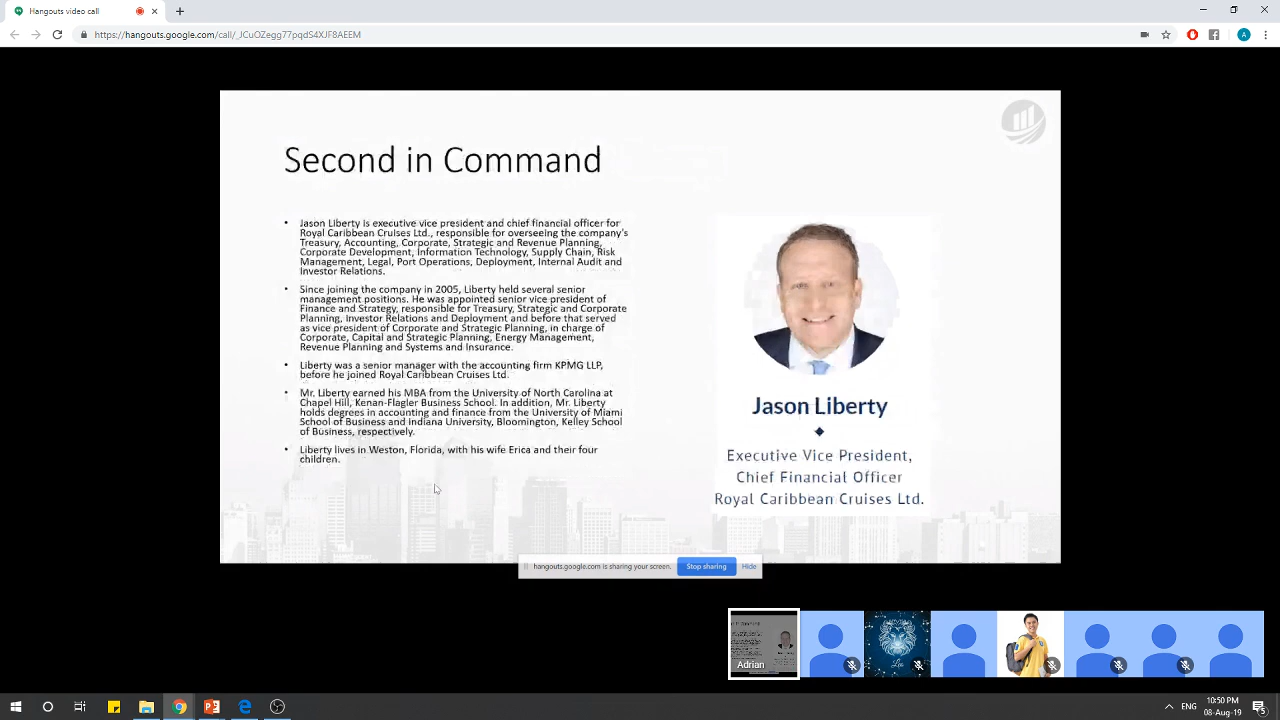 Hangouts video call
https://hangouts.google.com/call/_JCuOZegg77pqdS4XJF8AEEM
A
Second in Command
• Jason Liberty is executive vice president and chief financial officer for
Royal Caribbean Cruises Ltd., responsible for overseeing the company's
Treasury, Accounting, Corporate, Strategic and Revenue Planning,
Corporate Development, Information Technology, Supply Chain, Risk
Management, Legal, Port Operations, Deployment, Internal Audit and
Investor Relations.
• Since joining the company in 2005, Liberty held several senior
management positions. He was appointed senior vice president of
Finance and Strategy, responsible for Treasury, Strategic and Corporate
Planning, Investor Relations and Deployment and before that served
as vice president of Corporate and Strategic Planning, in charge of
Corporate, Capital and Strategic Planning, Energy Management,
Revenue Planning and Systems and Insurance.
• Liberty was a senior manager with the accounting firm KPMG LLP,
before he joined Royal Caribbean Cruises Ltd.
• Mr. Liberty earned his MBA from the University of North Carolina at
Chapel Hill, Kenan-Flagler Business School. In addition, Mr. Liberty
holds degrees in accounting and finance from the University of Miami
School of Business and Indiana University, Bloomington, Kelley School
of Business, respectively.
• Liberty lives in Weston, Florida, with his wife Erica and their four
children.
Jason Liberty
Executive Vice President,
Chief Financial Officer
Royal Caribbean Cruises Ltd.
hangouts.google.com is sharing your screen.
Stop sharing
Hide
Adrian
Leo
ENG
10:50 PM
08-Aug-19